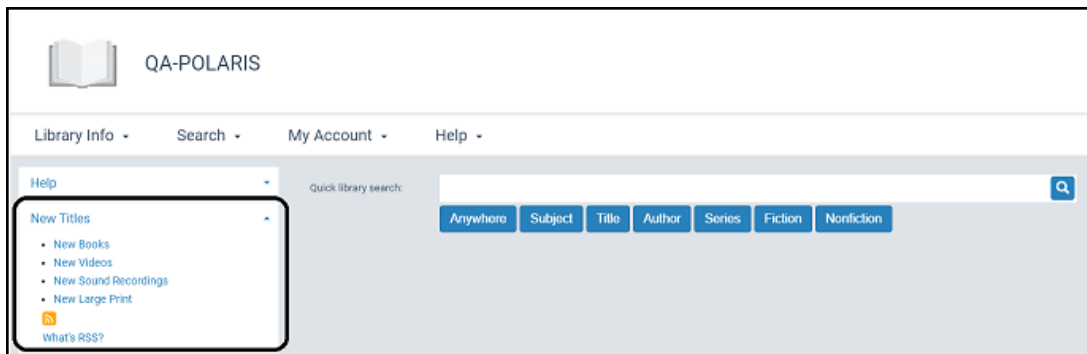 QA-POLARIS
Library Info Search My Account Help
Help
Quick library search:
Anywhere Subject Title Author Series Fiction Nonfiction
New Titles
New Books
New Videos
New Sound Recordings
New Large Print
What's RSS?